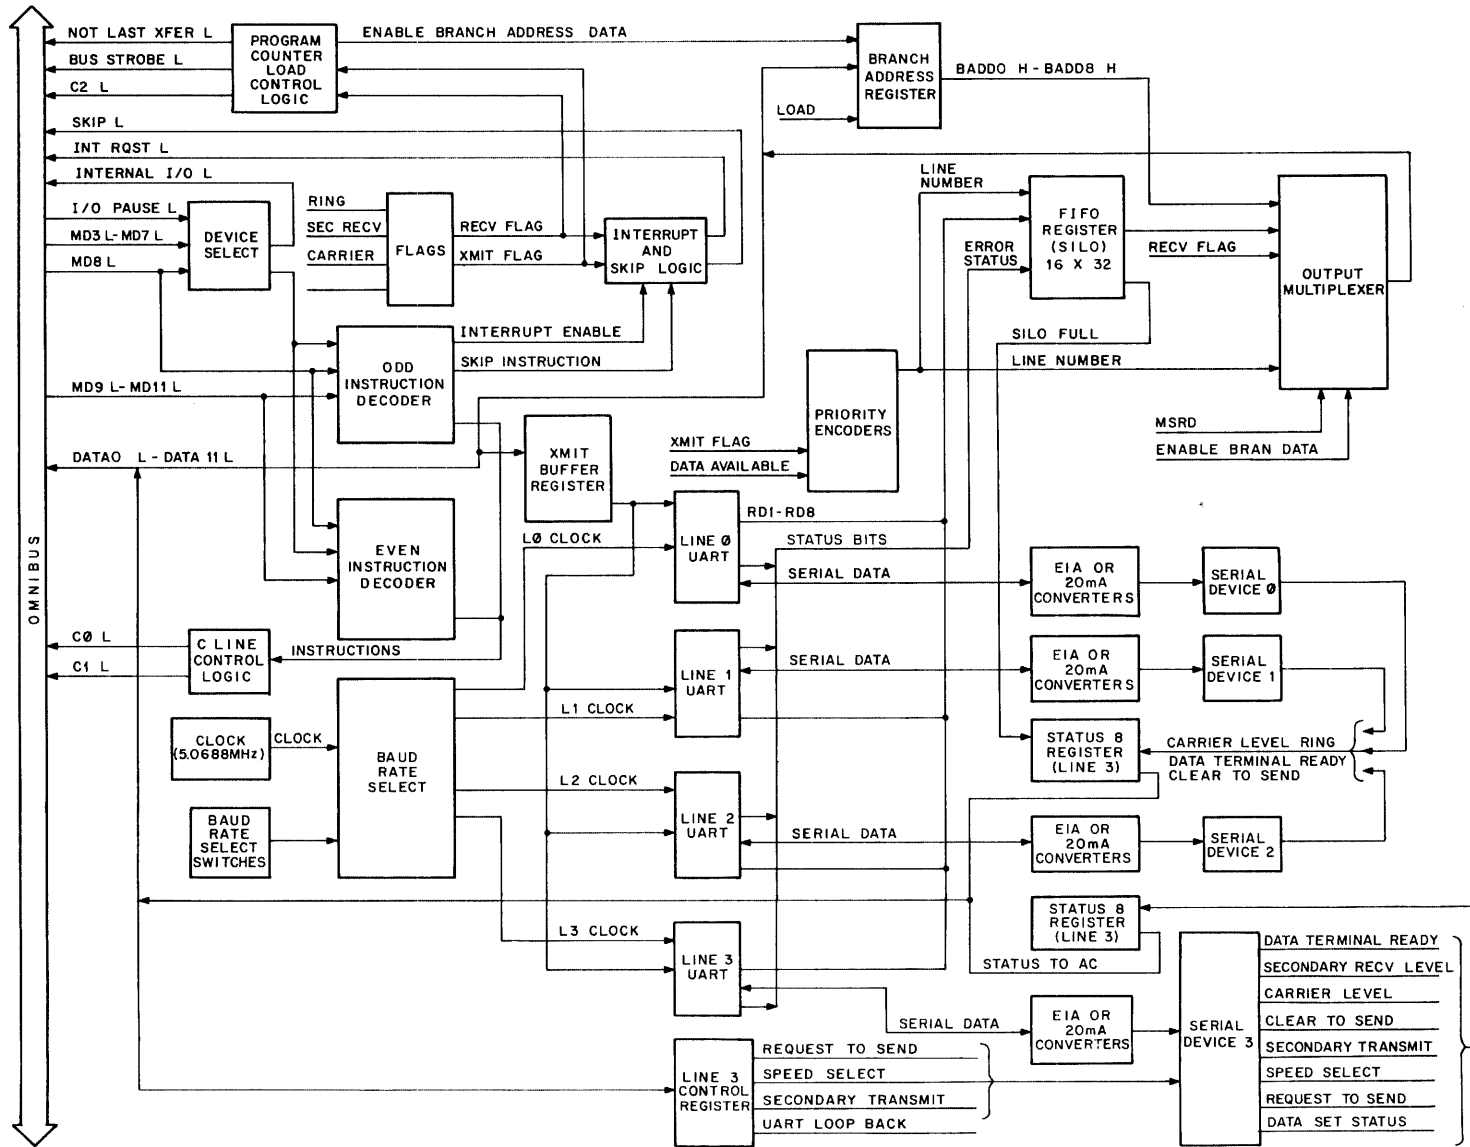 NOT LAST XFER L
BUS STROBE L
C2 L
PROGRAM
COUNTER
LOAD
CONTROL
LOGIC
ENABLE BRANCH ADDRESS DATA
BRANCH
ADDRESS
REGISTER
BADD0 H - BADD8 H
LOAD
SKIP L
INT RQST L
INTERNAL I/O L
I/O PAUSE L
MD3 L-MD7 L
MD8 L
DEVICE
SELECT
RING
SEC RECV
CARRIER
FLAGS
RECV FLAG
XMIT FLAG
INTERRUPT
AND
SKIP LOGIC
LINE
NUMBER
ERROR
STATUS
FIFO
REGISTER
(SILO)
16 X 32
RECV FLAG
OUTPUT
MULTIPLEXER
SILO FULL
LINE NUMBER
INTERRUPT ENABLE
SKIP INSTRUCTION
ODD
INSTRUCTION
DECODER
MD9 L-MD11 L
DATA0 L - DATA 11 L
XMIT
BUFFER
REGISTER
PRIORITY
ENCODERS
XMIT FLAG
DATA AVAILABLE
MSRD
ENABLE BRAN DATA
OMNIBUS
EVEN
INSTRUCTION
DECODER
LØ CLOCK
LINE Ø
UART
RD1-RD8
STATUS BITS
SERIAL DATA
EIA OR
20mA
CONVERTERS
SERIAL
DEVICE Ø
CØ L
C1 L
C LINE
CONTROL
LOGIC
INSTRUCTIONS
LINE 1
UART
SERIAL DATA
EIA OR
20mA
CONVERTERS
SERIAL
DEVICE 1
L1 CLOCK
CLOCK
(5.0688MHz)
CLOCK
BAUD
RATE
SELECT
STATUS 8
REGISTER
(LINE 3)
CARRIER LEVEL RING
DATA TERMINAL READY
CLEAR TO SEND
L2 CLOCK
BAUD
RATE
SELECT
SWITCHES
LINE 2
UART
SERIAL DATA
EIA OR
20mA
CONVERTERS
SERIAL
DEVICE 2
L3 CLOCK
LINE 3
UART
STATUS 8
REGISTER
(LINE 3)
STATUS TO AC
SERIAL DATA
EIA OR
20mA
CONVERTERS
SERIAL
DEVICE 3
DATA TERMINAL READY
SECONDARY RECV LEVEL
CARRIER LEVEL
CLEAR TO SEND
SECONDARY TRANSMIT
SPEED SELECT
REQUEST TO SEND
DATA SET STATUS
LINE 3
CONTROL
REGISTER
REQUEST TO SEND
SPEED SELECT
SECONDARY TRANSMIT
UART LOOP BACK